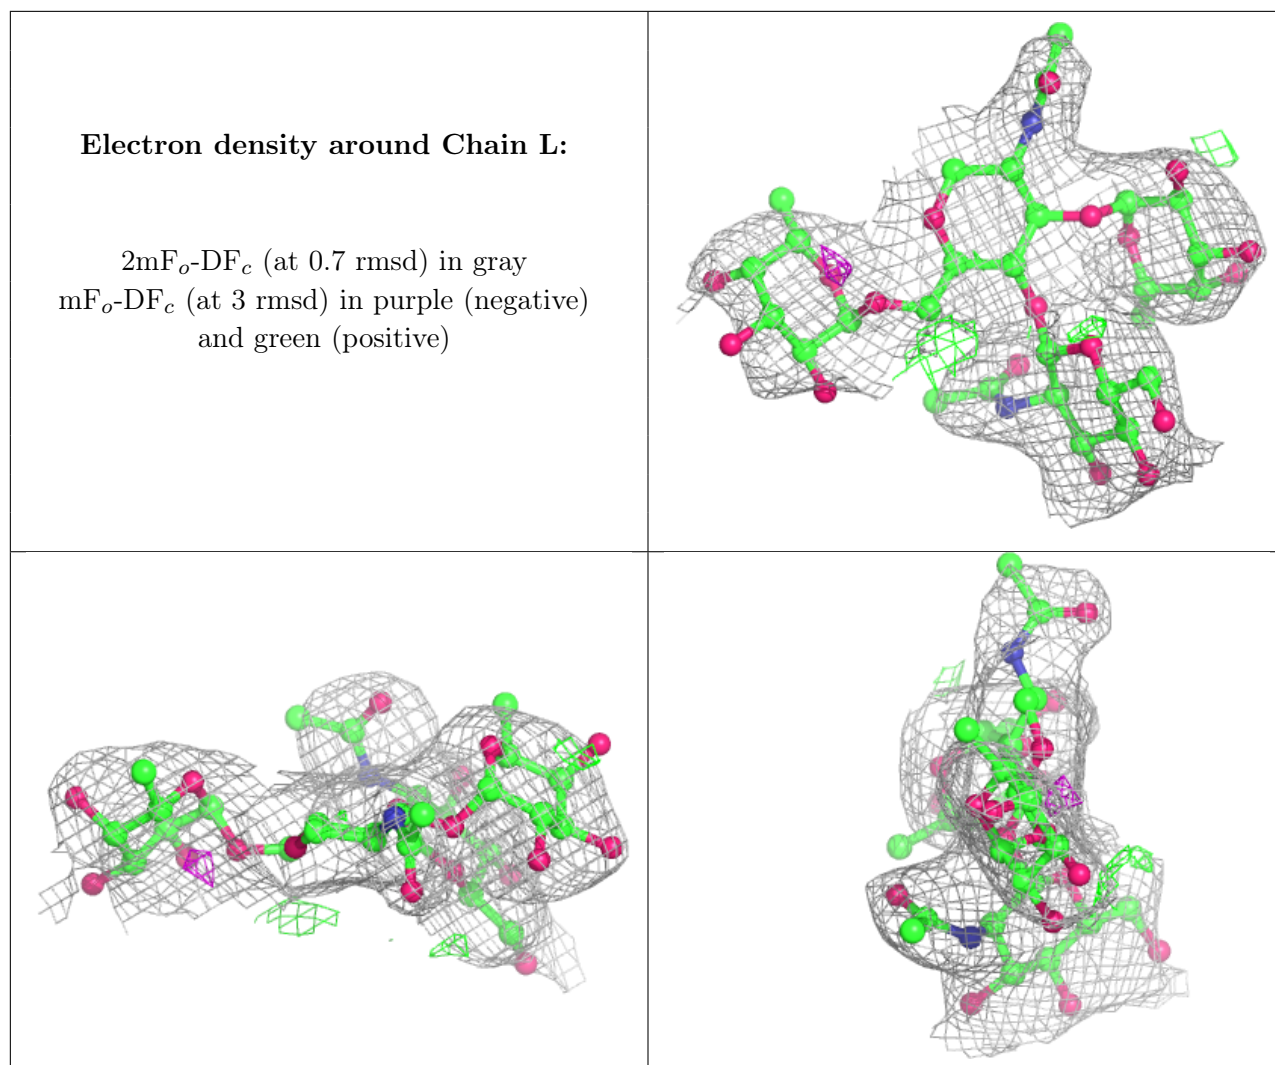 Electron density around Chain L:
2mFₒ-DF𝒸 (at 0.7 rmsd) in gray
mFₒ-DF𝒸 (at 3 rmsd) in purple (negative)
and green (positive)